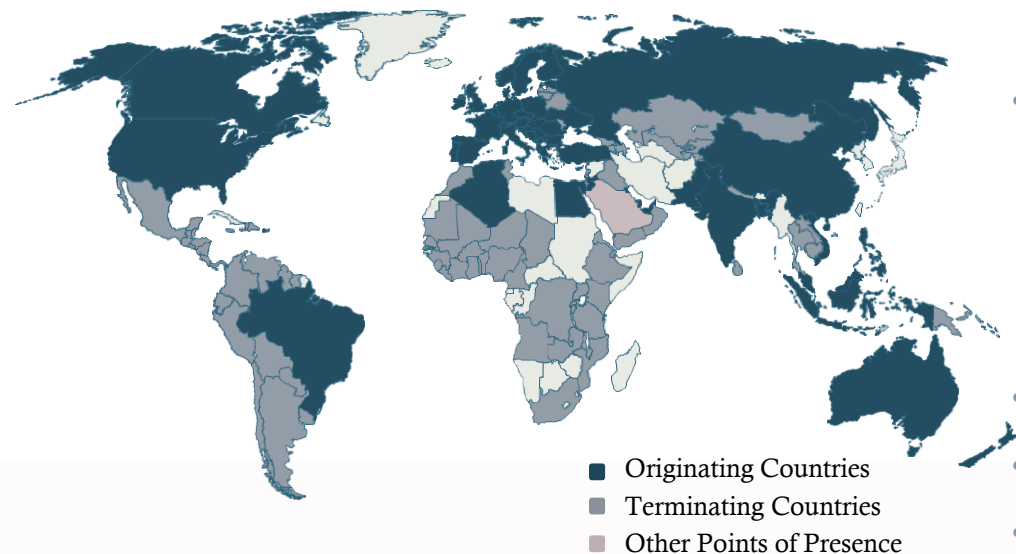 Originating Countries
Terminating Countries
Other Points of Presence